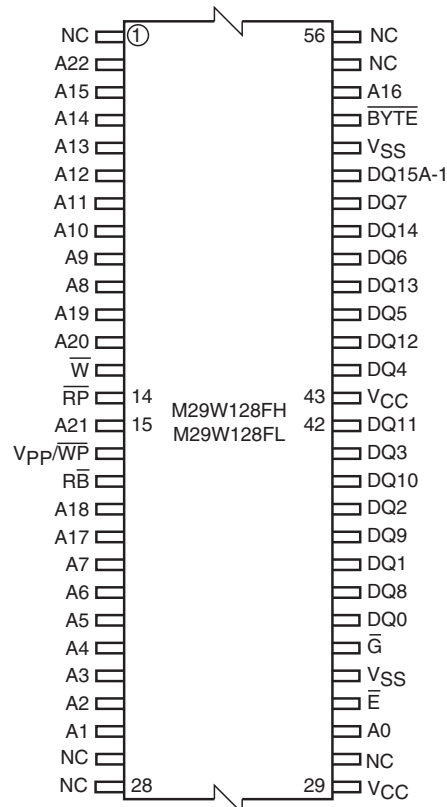 NC ① 56 NC
A22 NC
A15 A16
A14 B̅Y̅T̅E̅
A13 VSS
A12 DQ15A-1
A11 DQ7
A10 DQ14
A9 DQ6
A8 DQ13
A19 DQ5
A20 DQ12
W̅ DQ4
R̅P̅ 14 43 VCC
A21 15 42 DQ11
M29W128FH
M29W128FL
VPP/W̅P̅ DQ3
RB̅ DQ10
A18 DQ2
A17 DQ9
A7 DQ1
A6 DQ8
A5 DQ0
A4 G̅
A3 VSS
A2 E̅
A1 A0
NC NC
NC 28 29 VCC